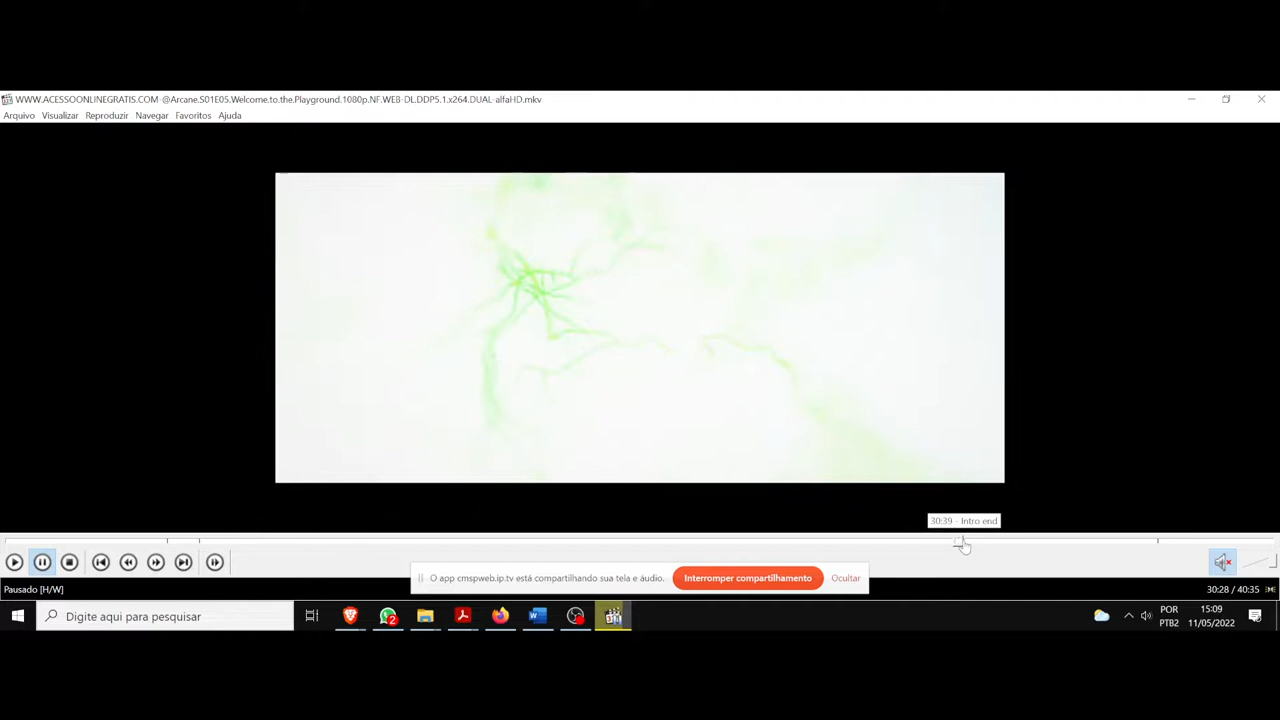 WWW.ACESSOONLINEGRATIS.COM -@Arcane.S01E05.Welcome.to.the.Playground.1080p.NF.WEB-DL.DDP5.1.x264.DUAL-alfaHD.mkv
Arquivo Visualizar Reproduzir Navegar Favoritos Ajuda
30:39 - Intro end
O app cmspweb.ip.tv está compartilhando sua tela e áudio. Interromper compartilhamento Ocultar
Pausado [H/W] 30:28 / 40:35
Digite aqui para pesquisar
2
W
POR 15:09
PTB2 11/05/2022